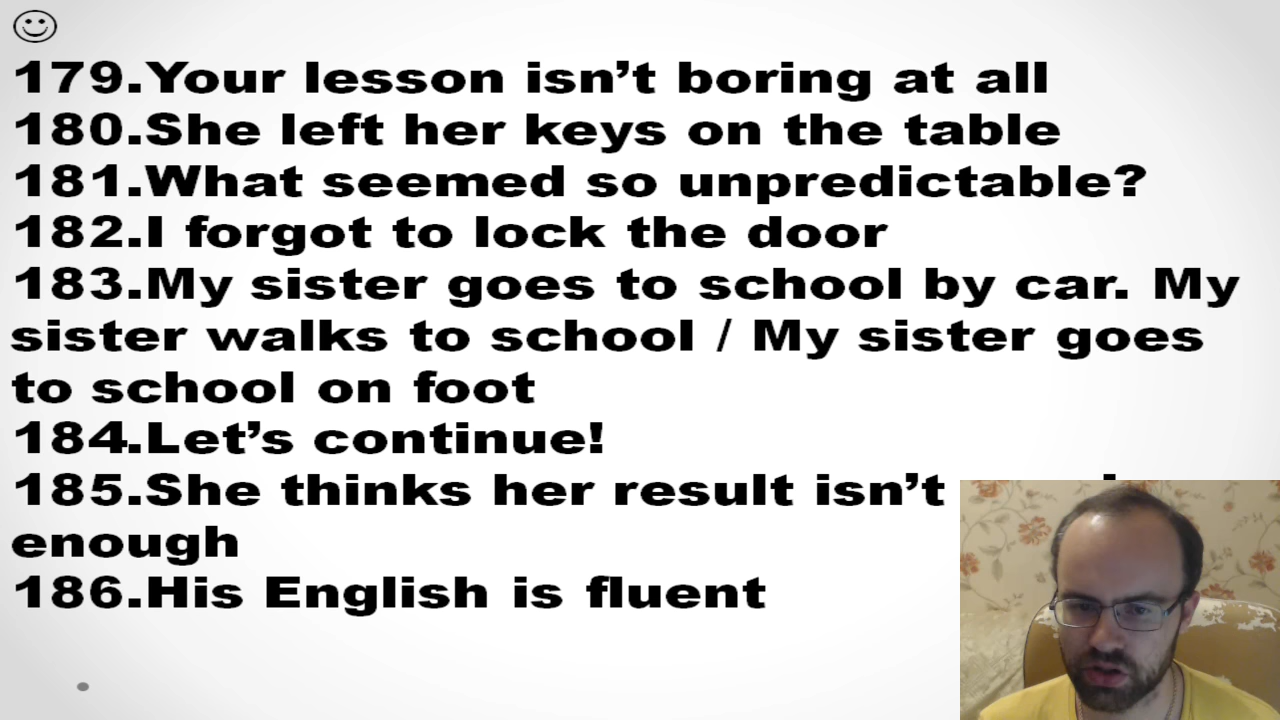 179.Your lesson isn’t boring at all
180.She left her keys on the table
181.What seemed so unpredictable?
182.I forgot to lock the door
183.My sister goes to school by car. My
sister walks to school / My sister goes
to school on foot
184.Let’s continue!
185.She thinks her result isn’t
enough
186.His English is fluent